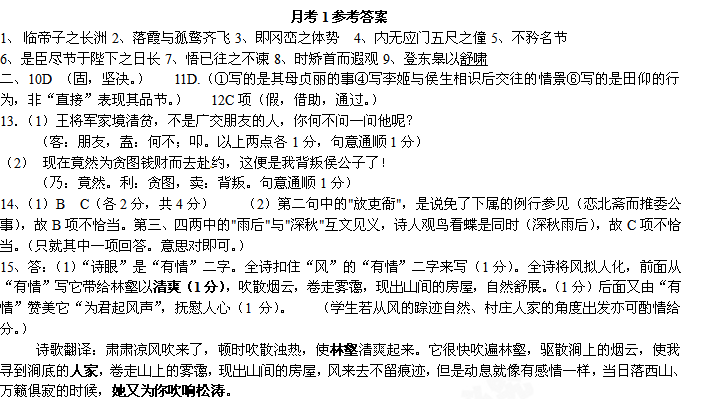 月考1参考答案
1、 临帝子之长洲 2、落霞与孤鹜齐飞 3、即冈峦之体势 4、内无应门五尺之僮 5、不矜名节
6、是臣尽节于陛下之日长 7、悟已往之不谏 8、时矫首而遐观 9、登东皋以舒啸
二、10D （固，坚决。） 11D.（①写的是其母贞丽的事④写李姬与侯生相识后交往的情景⑥写的是田仰的行
为，非“直接”表现其品节。） 12C 项（假，借助，通过。）
13.（1）王将军家境清贫，不是广交朋友的人，你何不问一问他呢？
（客：朋友，盍：何不；叩。以上两点各 1 分，句意通顺 1 分）
（2） 现在竟然为贪图钱财而去赴约，这便是我背叛侯公子了！
（乃：竟然。利：贪图，卖：背叛。句意通顺 1 分）
14、（1）B C（各 2 分，共 4 分） （2）第二句中的"放吏衙"，是说免了下属的例行参见（恋北斋而推委公
事），故 B 项不恰当。第三、四两中的"雨后"与"深秋"互文见义，诗人观鸟看蝶是同时（深秋雨后），故 C 项不恰
当。（只就其中一项回答。意思对即可。）
15、答：（1）“诗眼”是“有情”二字。全诗扣住“风”的“有情”二字来写（1 分）。全诗将风拟人化，前面从
“有情”写它带给林壑以清爽（1 分），吹散烟云，卷走雾霭，现出山间的房屋，自然舒展。（1 分）后面又由“有
情”赞美它“为君起风声”，抚慰人心（1 分）。 （学生若从风的踪迹自然、村庄人家的角度出发亦可酌情给
分。）
诗歌翻译：肃肃凉风吹来了，顿时吹散浊热，使林壑清爽起来。它很快吹遍林壑，驱散涧上的烟云，使我
寻到涧底的人家，卷走山上的雾霭，现出山间的房屋，风来去不留痕迹，但是动息就像有感情一样，当日落西山、
万籁俱寂的时候，她又为你吹响松涛。